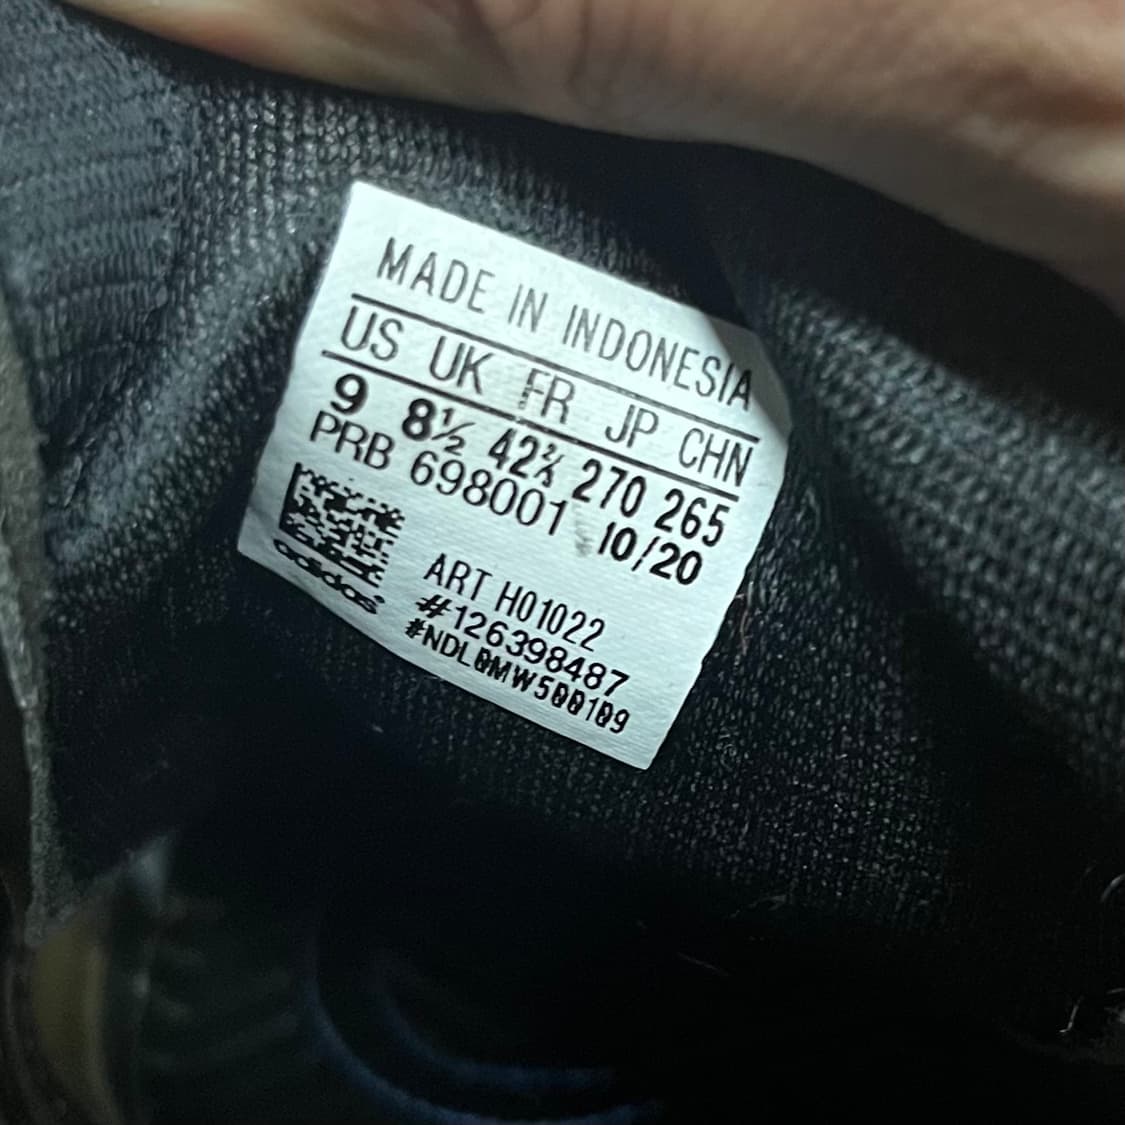 MADE IN INDONESIA
US UK FR JP CHN
9 8½ 42⅔ 270 265
PRB 698001 10/20
ART H01022
#126398487
#NDL0MW500109
adidas